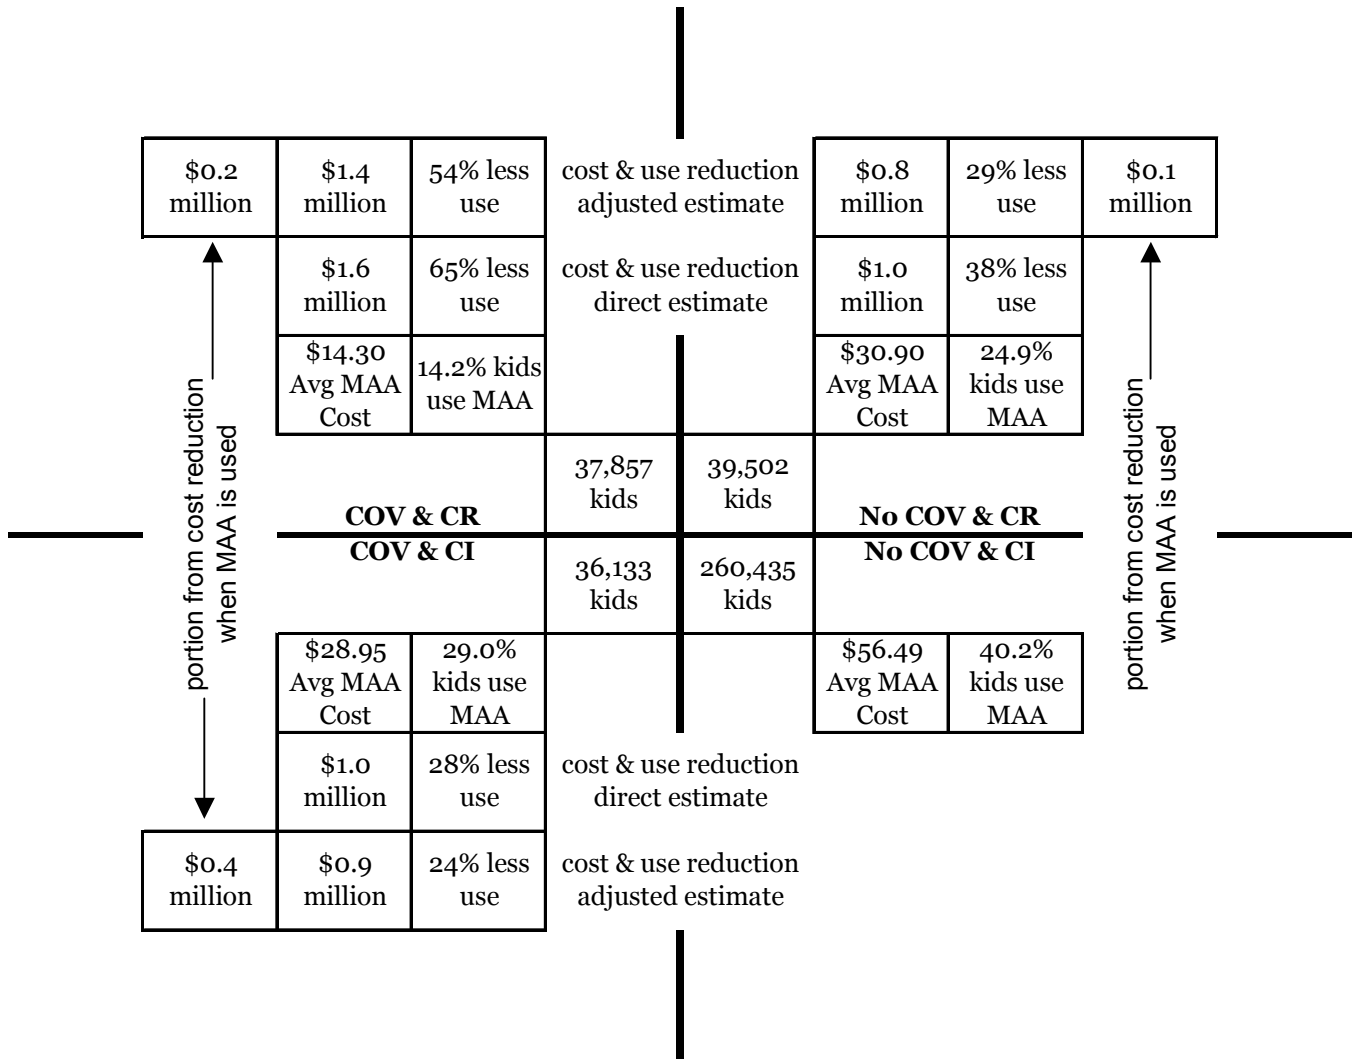 $0.2
million
$1.4
million
54% less
use
cost & use reduction
adjusted estimate
$0.8
million
29% less
use
$0.1
million
$1.6
million
65% less
use
cost & use reduction
direct estimate
$1.0
million
38% less
use
$14.30
Avg MAA
Cost
14.2% kids
use MAA
$30.90
Avg MAA
Cost
24.9%
kids use
MAA
portion from cost reduction
when MAA is used
37,857
kids
39,502
kids
portion from cost reduction
when MAA is used
COV & CR
No COV & CR
COV & CI
No COV & CI
36,133
kids
260,435
kids
$28.95
Avg MAA
Cost
29.0%
kids use
MAA
$56.49
Avg MAA
Cost
40.2%
kids use
MAA
$1.0
million
28% less
use
cost & use reduction
direct estimate
$0.4
million
$0.9
million
24% less
use
cost & use reduction
adjusted estimate